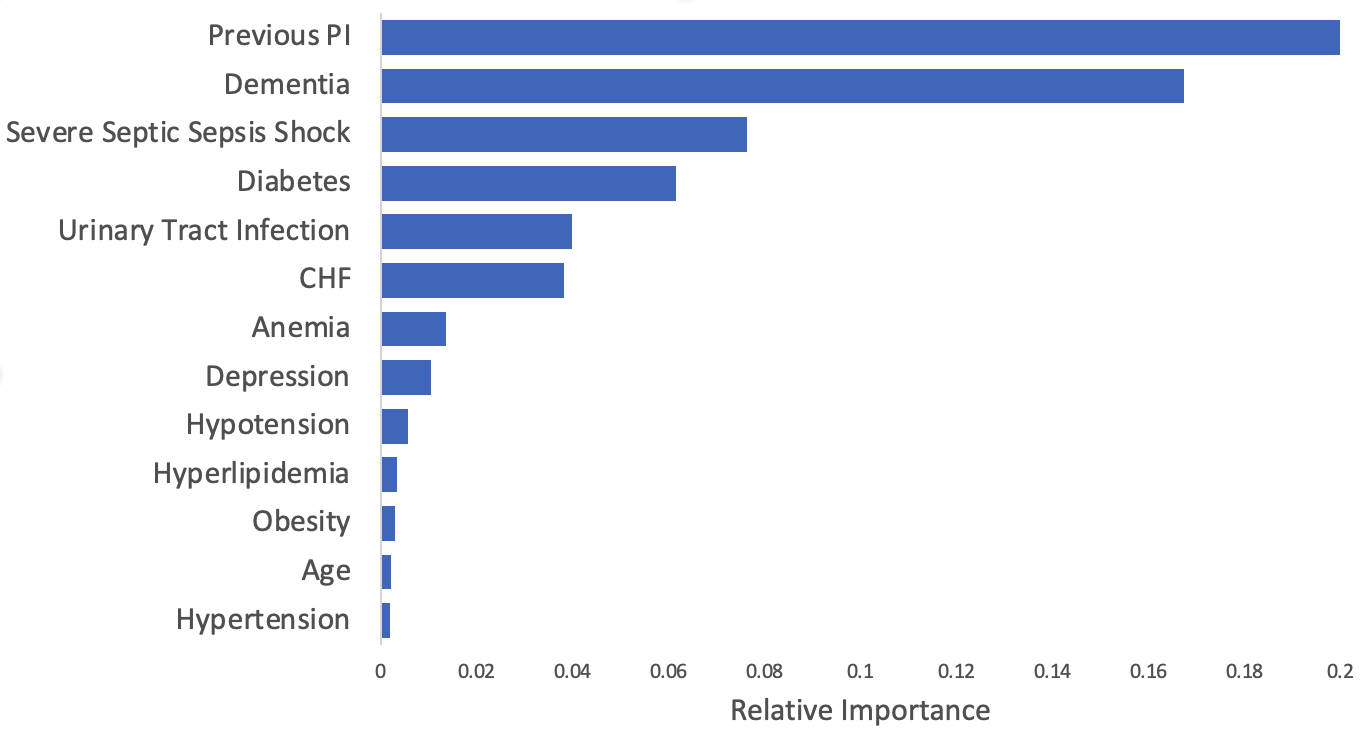 Previous PI
Dementia
Severe Septic Sepsis Shock
Diabetes
Urinary Tract Infection
CHF
Anemia
Depression
Hypotension
Hyperlipidemia
Obesity
Age
Hypertension
0 0.02 0.04 0.06 0.08 0.1 0.12 0.14 0.16 0.18 0.2
Relative Importance